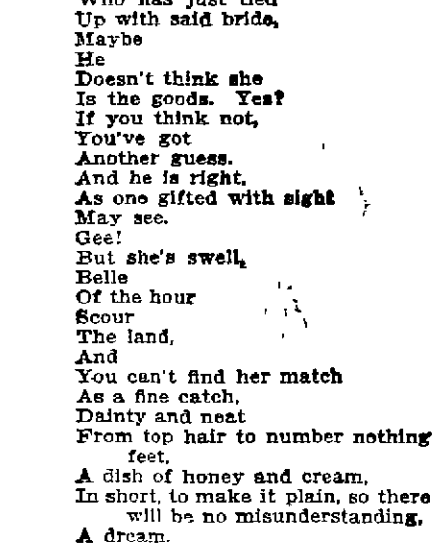 Who has just tied
Up with said bride,
Maybe
He
Doesn't think she
Is the goods. Yes?
If you think not,
You've got
Another guess.
And he is right,
As one gifted with sight
May see.
Gee!
But she's swell,
Belle
Of the hour
Scour
The land,
And
You can't find her match
As a fine catch,
Dainty and neat
From top hair to number nothing
feet,
A dish of honey and cream,
In short, to make it plain, so there
will be no misunderstanding,
A dream.